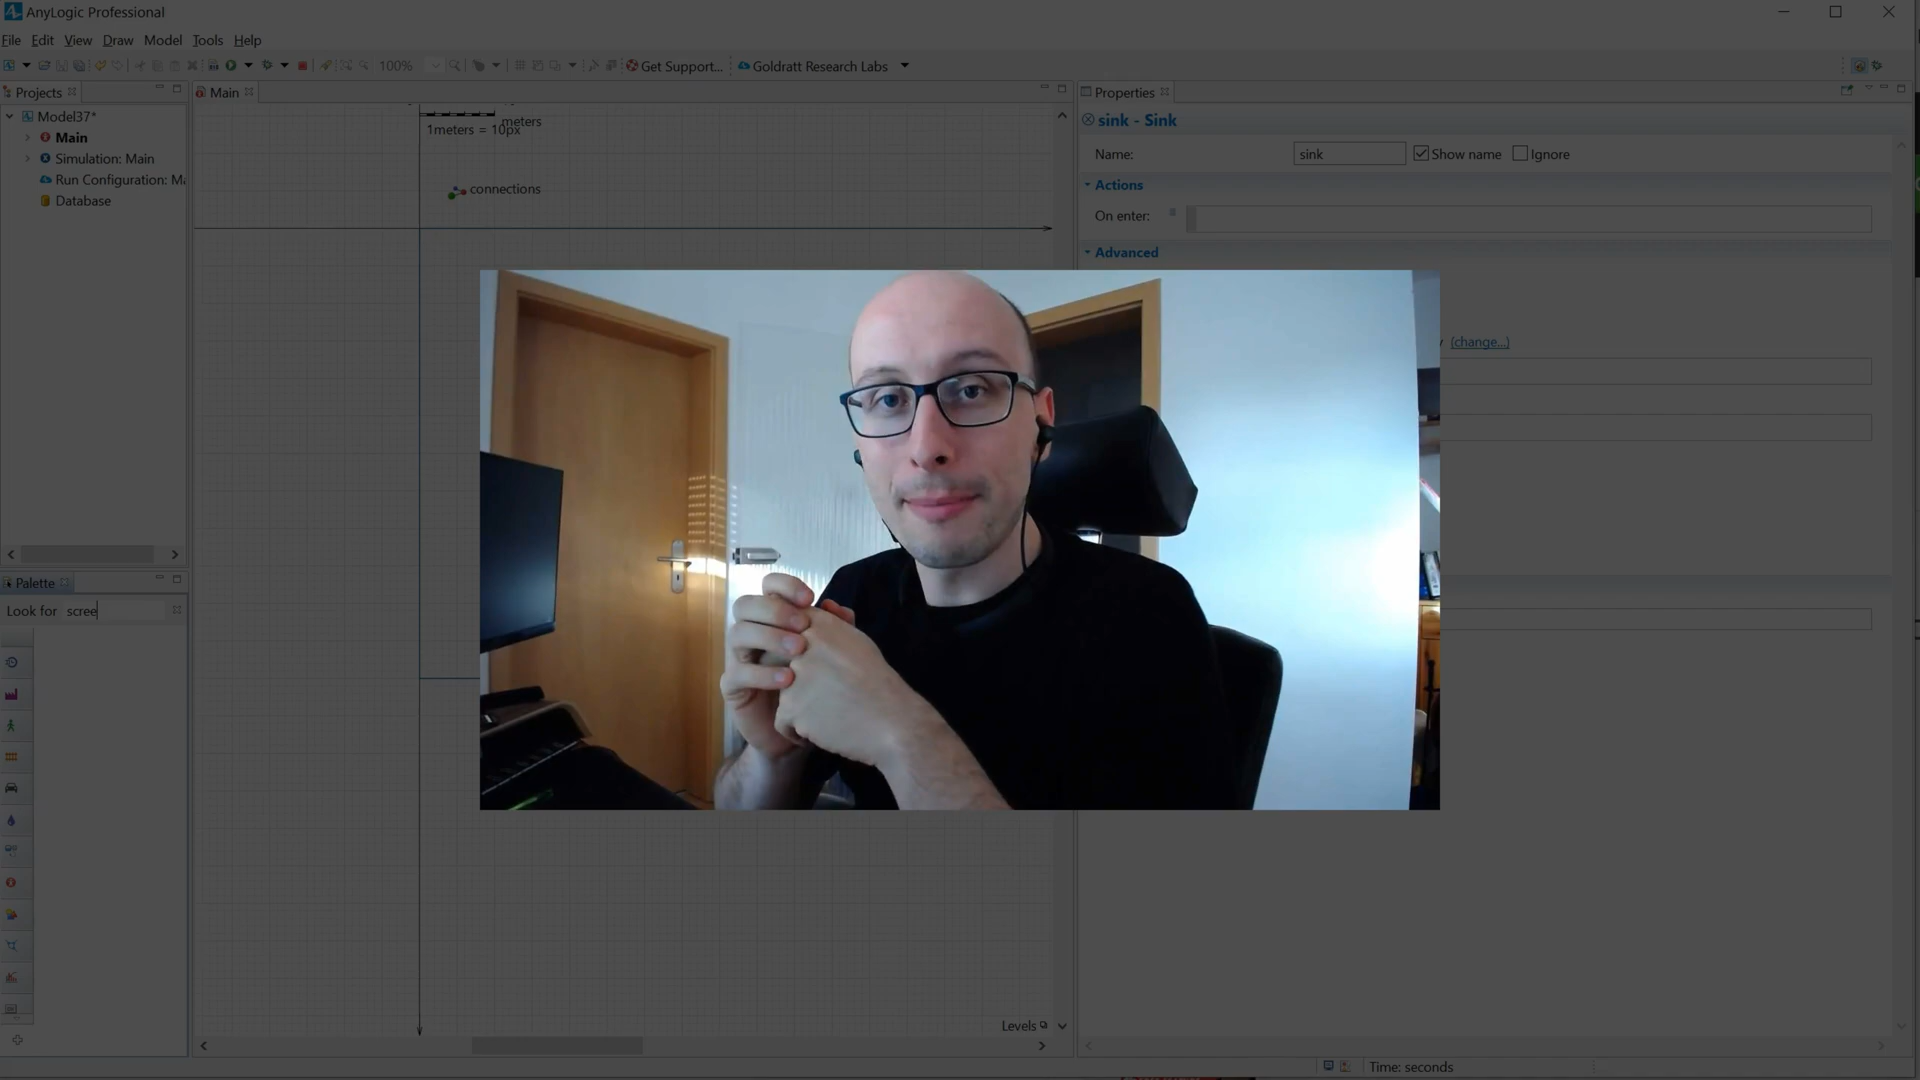 AnyLogic Professional
File Edit View Draw Model Tools Help
100% Get Support... Goldratt Research Labs
Projects
Model37*
Main
Simulation: Main
Run Configuration: Ma
Database
Palette
Look for scree
Main
meters
1meters = 10px
connections
Levels
Properties
sink - Sink
Name: sink Show name Ignore
Actions
On enter:
Advanced
(change...)
Time: seconds